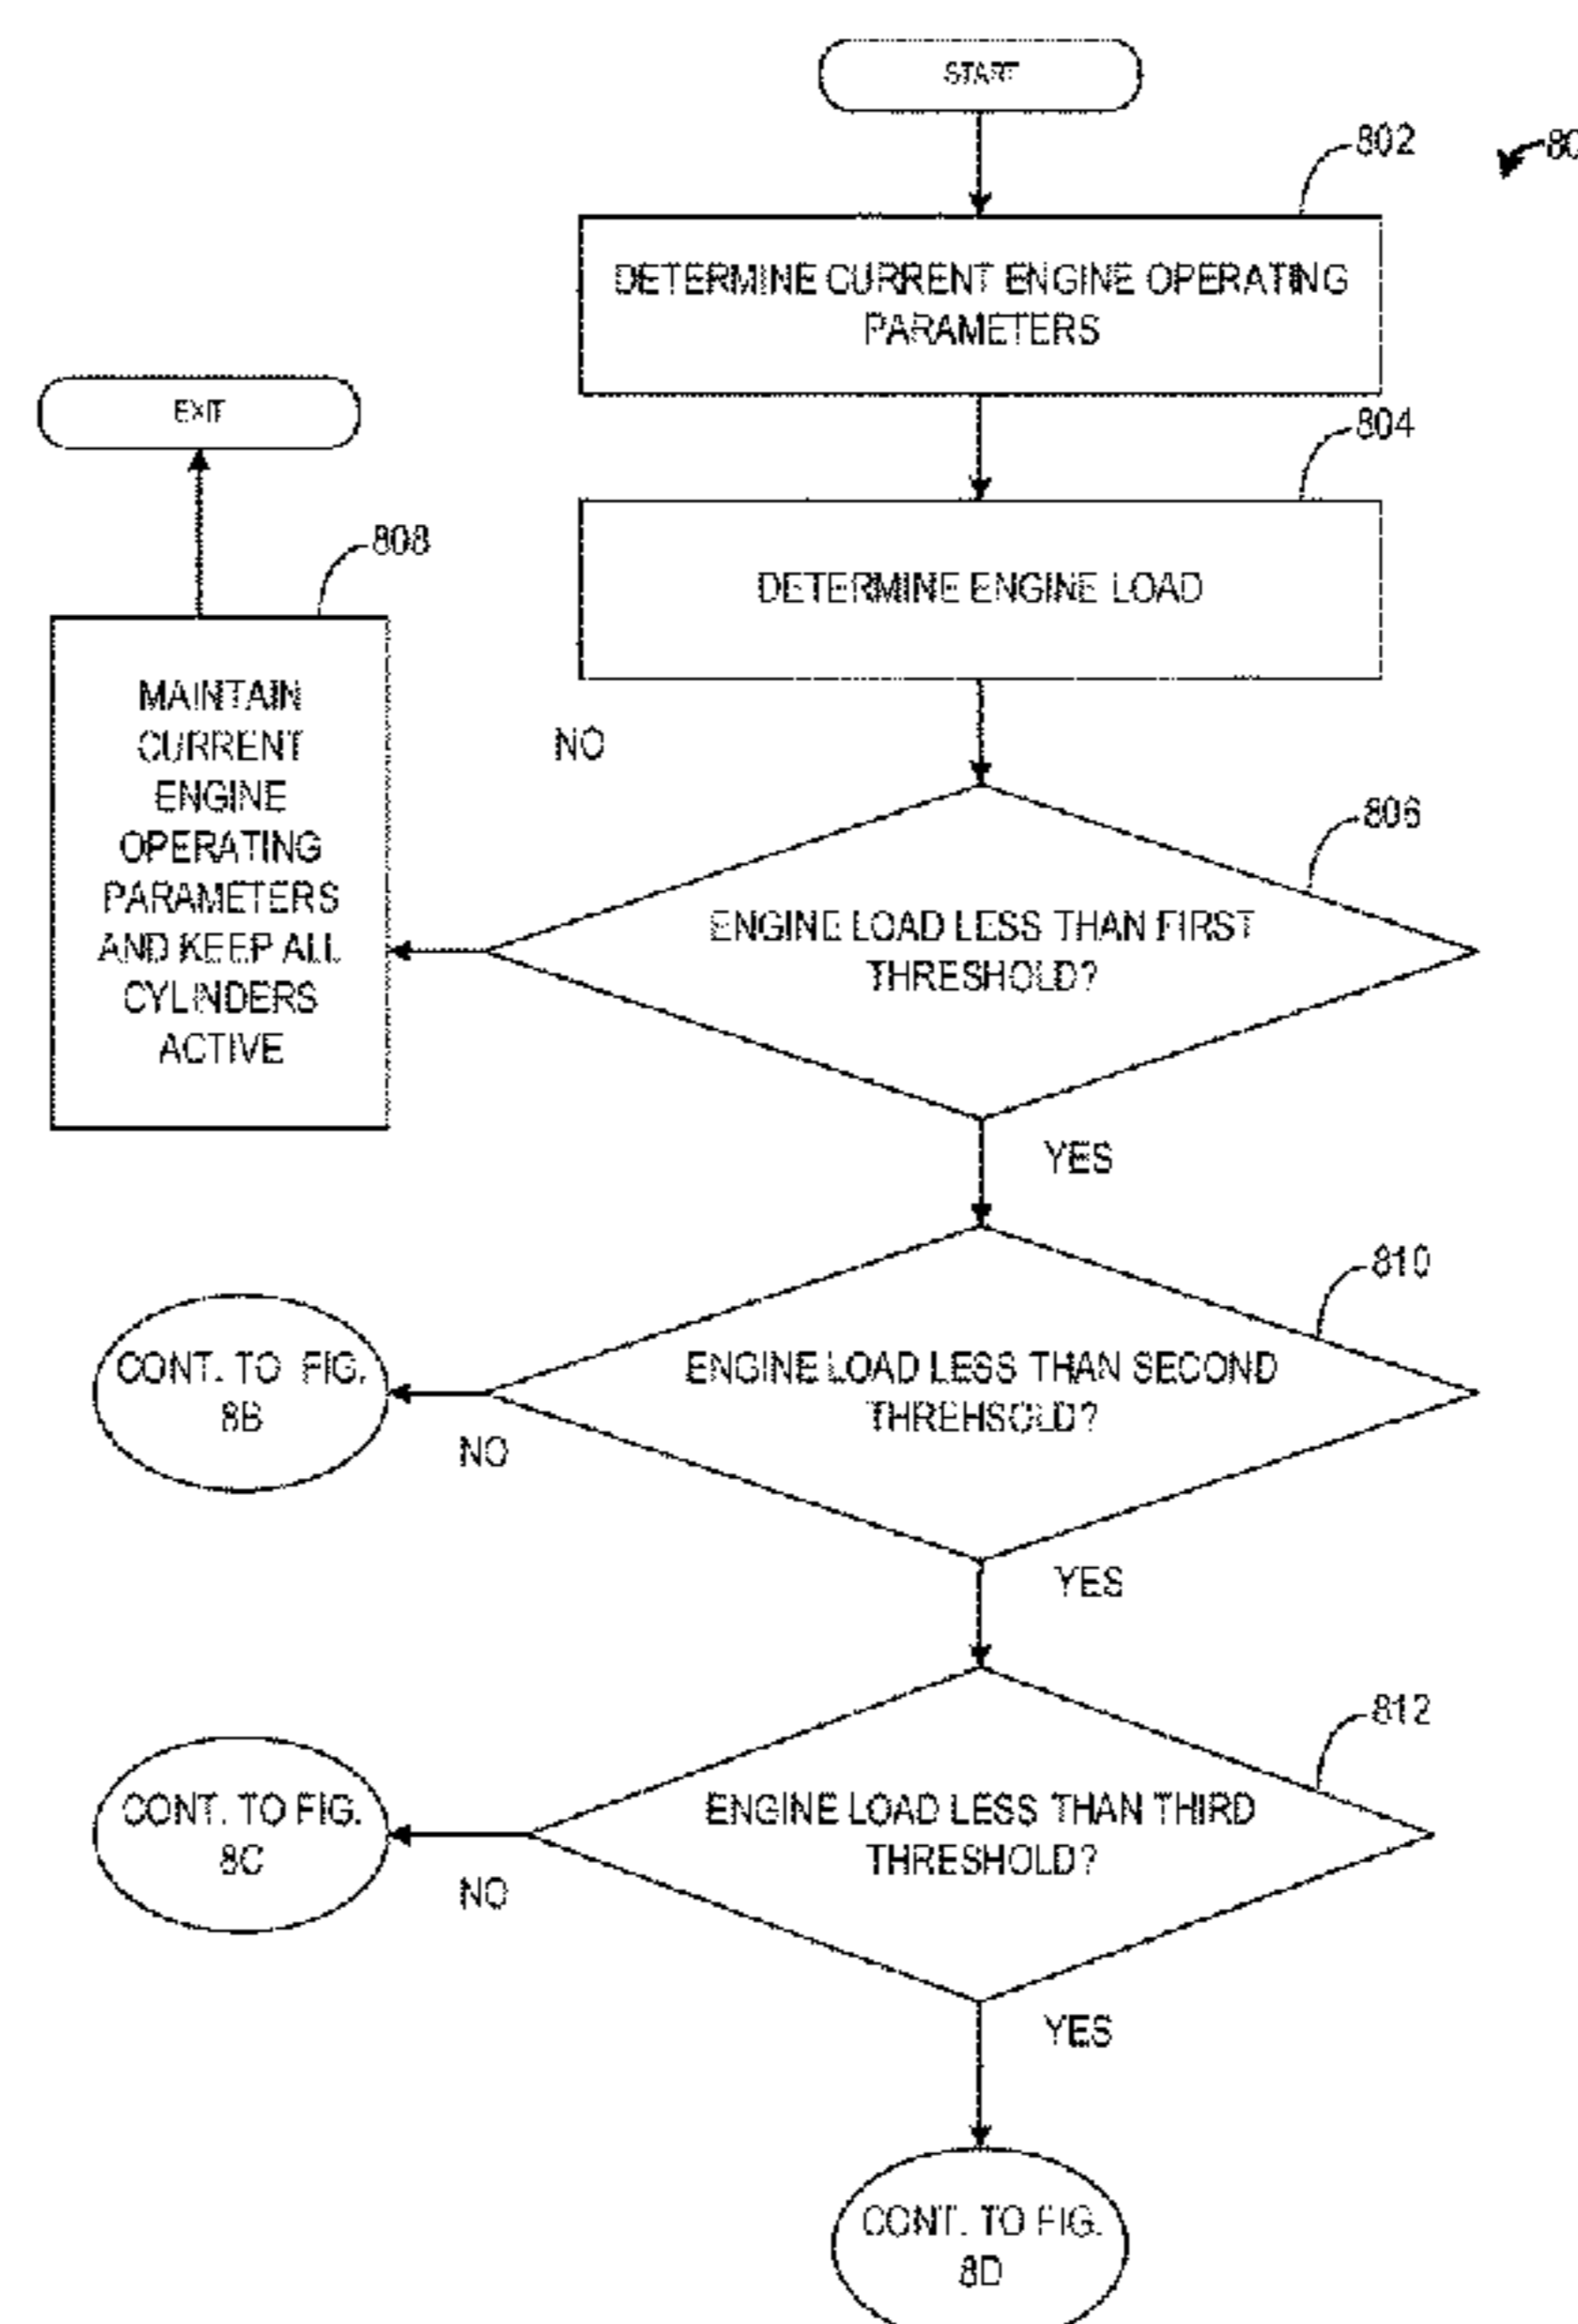 START
802
80
DETERMINE CURRENT ENGINE OPERATING
PARAMETERS
EXIT
804
808
DETERMINE ENGINE LOAD
MAINTAIN
CURRENT
ENGINE
OPERATING
PARAMETERS
AND KEEP ALL
CYLINDERS
ACTIVE
NO
806
ENGINE LOAD LESS THAN FIRST
THRESHOLD?
YES
810
CONT. TO FIG.
8B
ENGINE LOAD LESS THAN SECOND
THREHSOLD?
NO
YES
812
CONT. TO FIG.
8C
ENGINE LOAD LESS THAN THIRD
THRESHOLD?
NO
YES
CONT. TO FIG.
8D